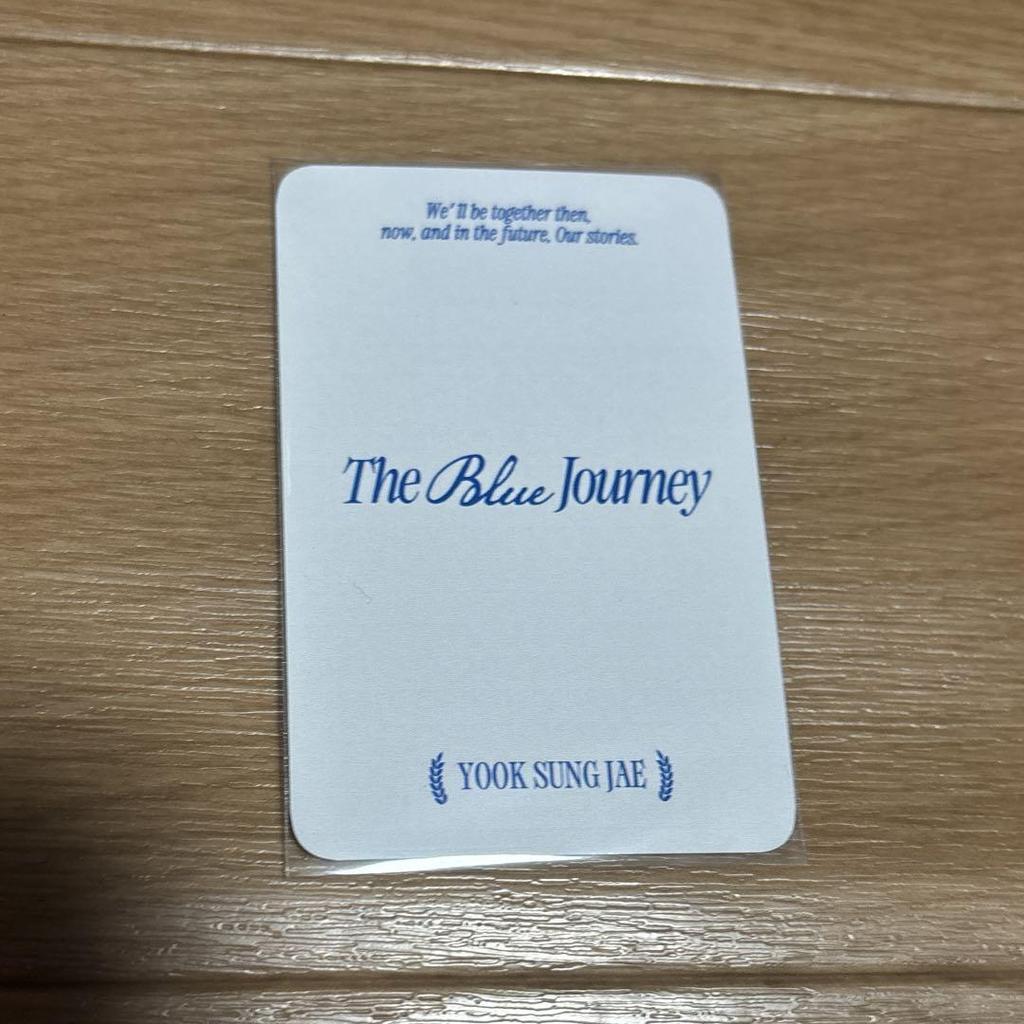 We'll be together then,
now, and in the future, Our stories.
The Blue Journey
YOOK SUNG JAE